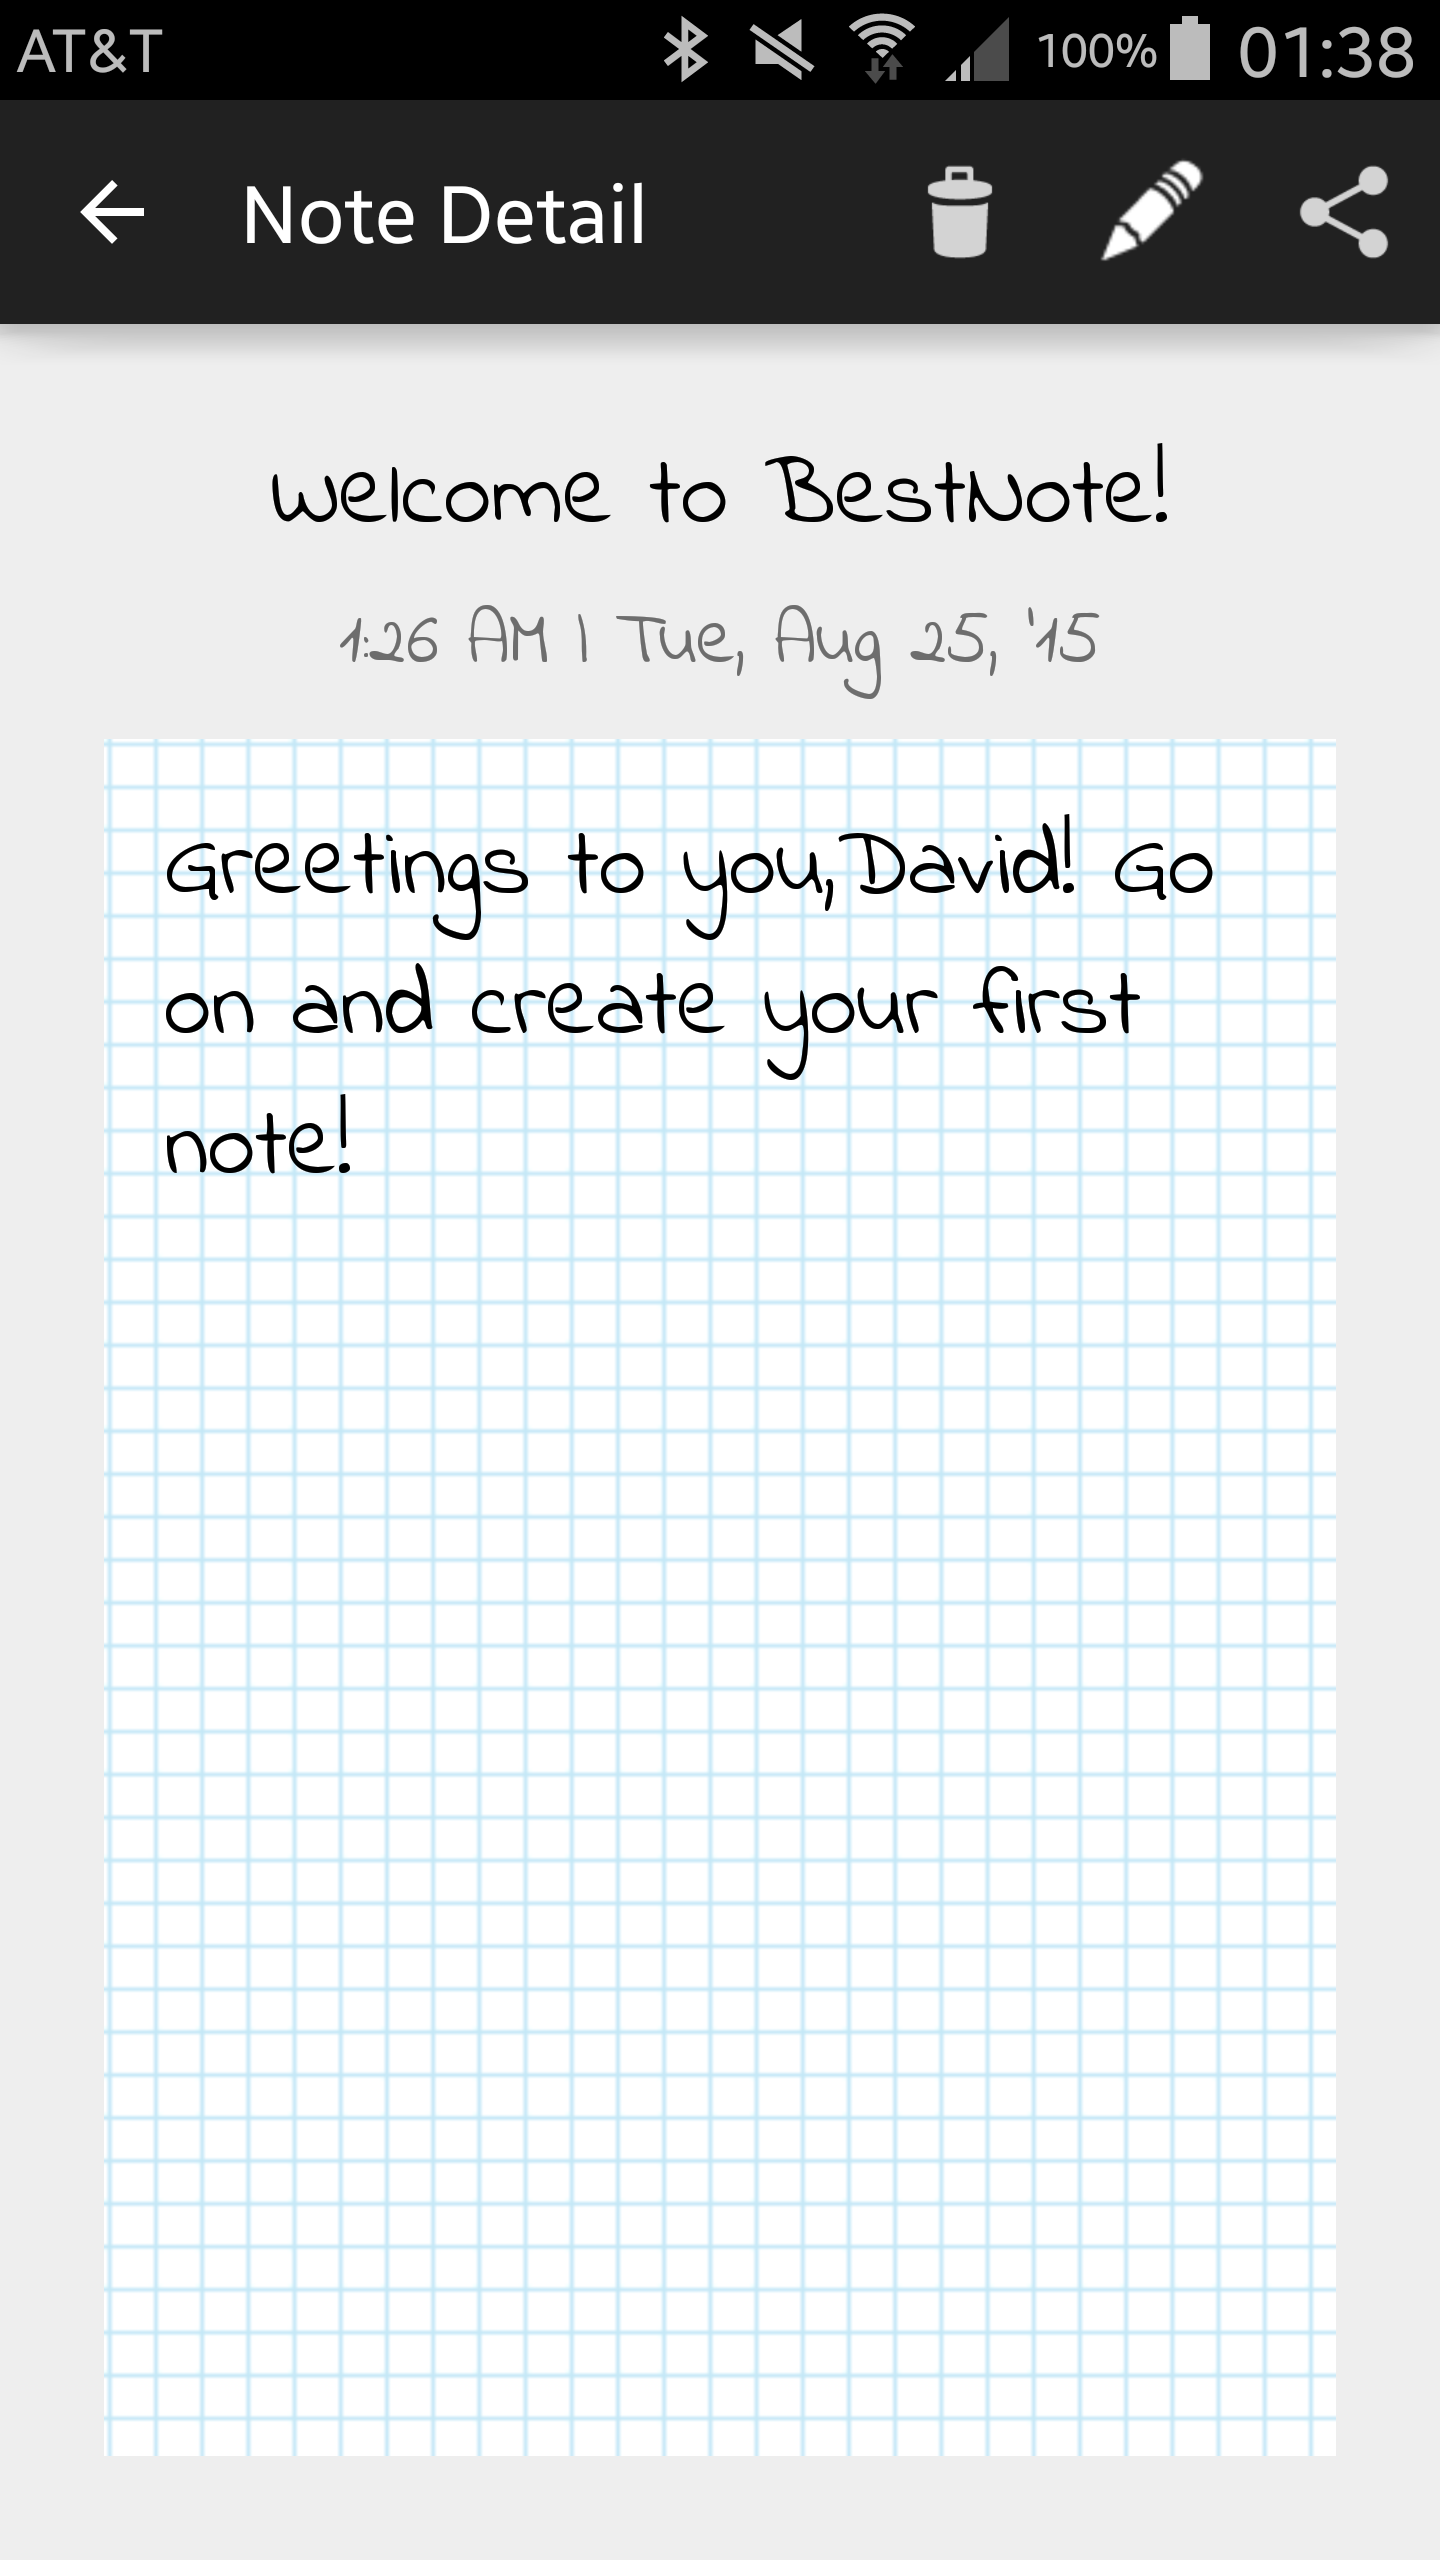 AT&T 100% 01:38
Note Detail
Welcome to BestNote!
1:26 AM | Tue, Aug 25, '15
Greetings to you,David! Go
on and create your first
note!